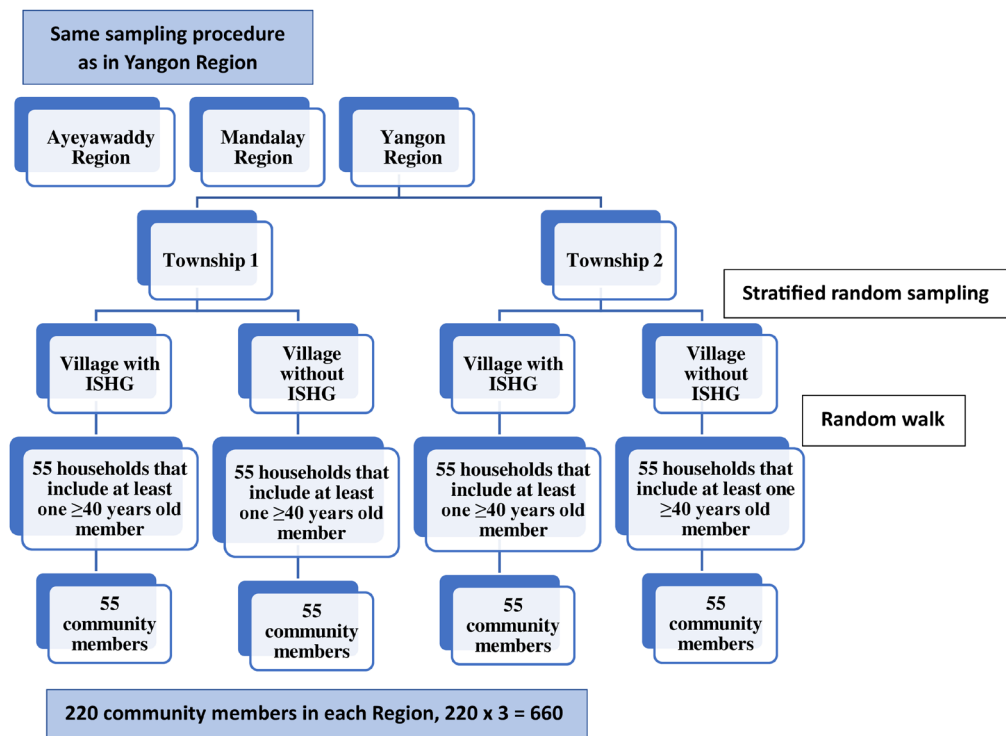 Same sampling procedure
as in Yangon Region
Ayeyawaddy
Region
Mandalay
Region
Yangon
Region
Township 1
Township 2
Stratified random sampling
Village with
ISHG
Village
without
ISHG
Village with
ISHG
Village
without
ISHG
Random walk
55 households that
include at least
one ≥40 years old
member
55 households that
include at least
one ≥40 years old
member
55 households that
include at least
one ≥40 years old
member
55 households that
include at least one
≥40 years old
member
55
community
members
55
community
members
55
community
members
55
community
members
220 community members in each Region, 220 x 3 = 660